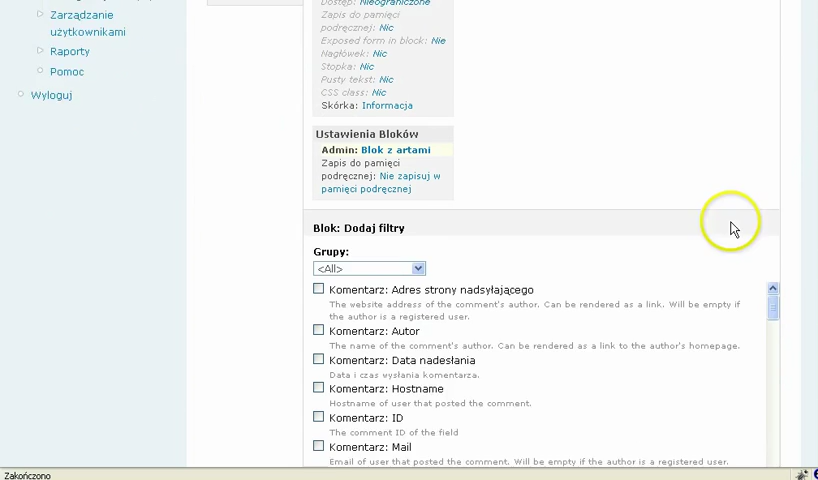 Zarządzanie
użytkownikami
Raporty
Pomoc
Wyloguj
Dostęp: Nieograniczone
Zapis do pamięci
podręcznej: Nic
Exposed form in block: Nie
Nagłówek: Nic
Stopka: Nic
Pusty tekst: Nic
CSS class: Nic
Skórka: Informacja
Ustawienia Bloków
Admin: Blok z artami
Zapis do pamięci
podręcznej: Nie zapisuj w
pamięci podręcznej
Blok: Dodaj filtry
Grupy:
<All>
Komentarz: Adres strony nadsyłającego
The website address of the comment's author. Can be rendered as a link. Will be empty if
the author is a registered user.
Komentarz: Autor
The name of the comment's author. Can be rendered as a link to the author's homepage.
Komentarz: Data nadesłania
Data i czas wysłania komentarza.
Komentarz: Hostname
Hostname of user that posted the comment.
Komentarz: ID
The comment ID of the field
Komentarz: Mail
Email of user that posted the comment. Will be empty if the author is a registered user.
Zakończono